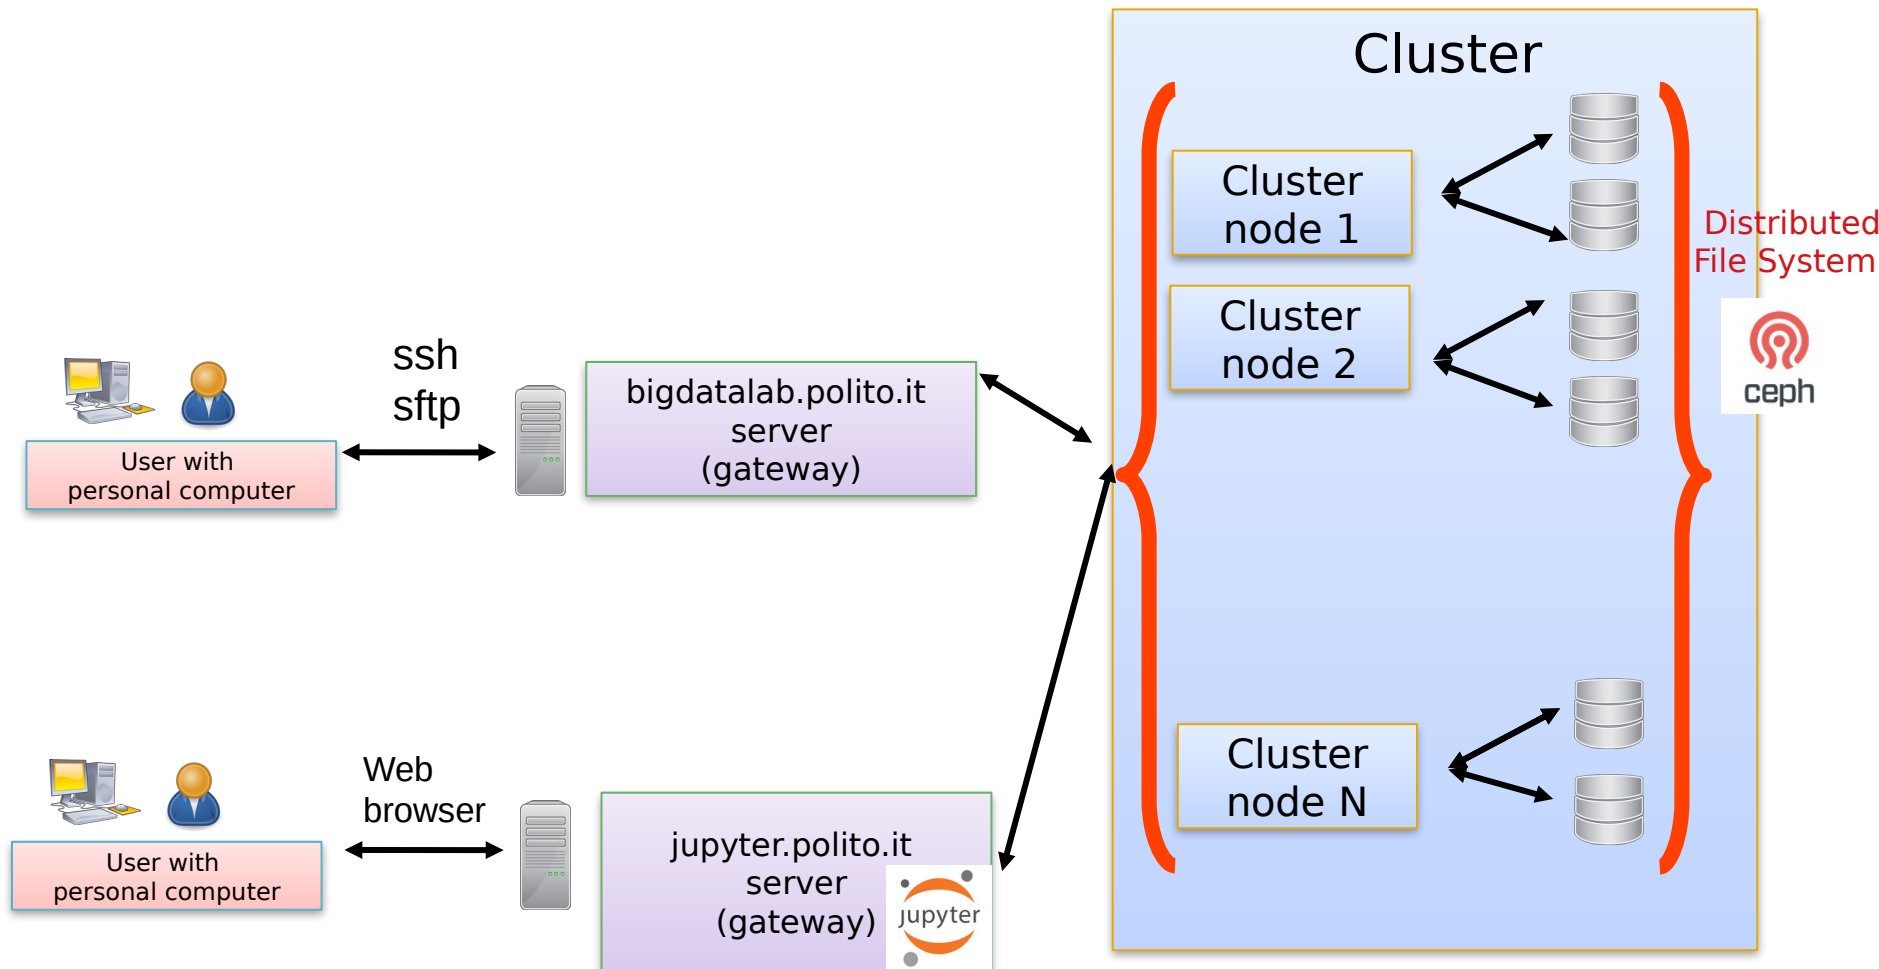 Cluster
Cluster
node 1
Distributed
File System
Cluster
node 2
ceph
ssh
sftp
bigdatalab.polito.it
server
(gateway)
User with
personal computer
Web
browser
jupyter.polito.it
server
(gateway)
jupyter
User with
personal computer
Cluster
node N